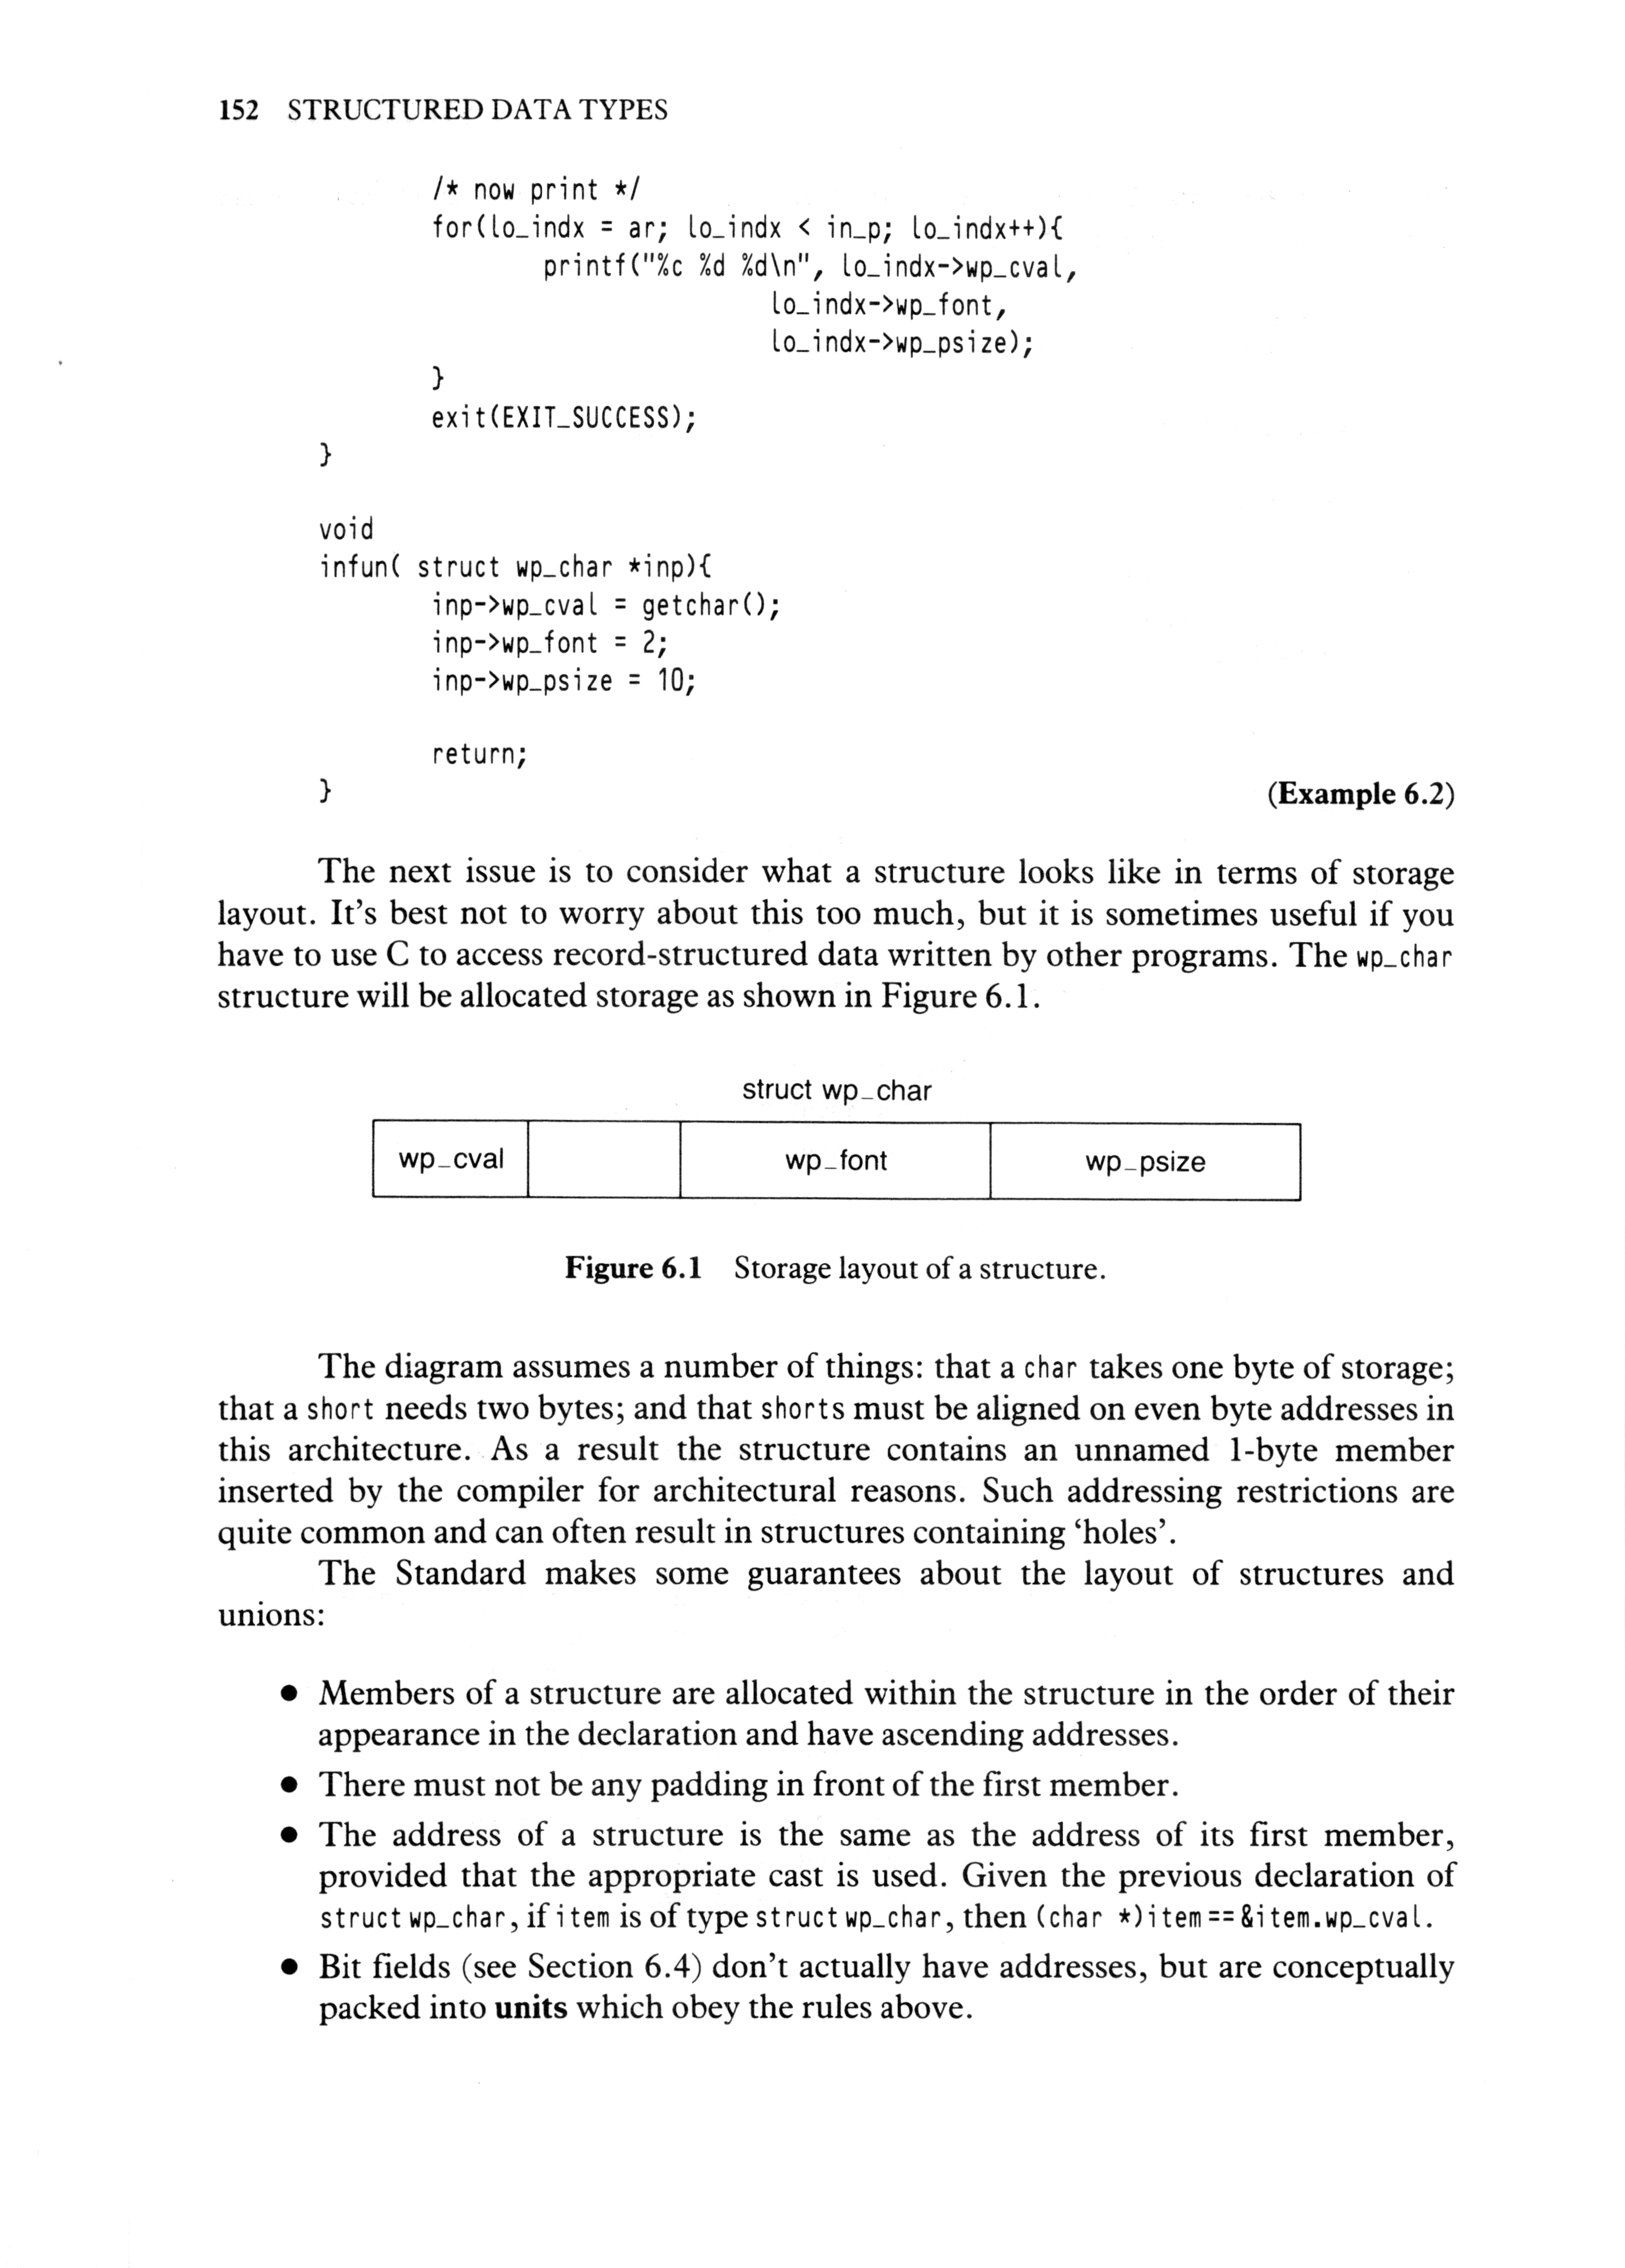 152 STRUCTURED DATA TYPES
/* now print */
for(lo_indx = ar; lo_indx < in_p; lo_indx++){
printf("%c %d %d\n", lo_indx->wp_cval,
lo_indx->wp_font,
lo_indx->wp_psize);
}
exit(EXIT_SUCCESS);
}
void
infun( struct wp_char *inp){
inp->wp_cval = getchar();
inp->wp_font = 2;
inp->wp_psize = 10;
return;
}
(Example 6.2)
The next issue is to consider what a structure looks like in terms of storage
layout. It's best not to worry about this too much, but it is sometimes useful if you
have to use C to access record-structured data written by other programs. The wp_char
structure will be allocated storage as shown in Figure 6.1.
struct wp_char
wp_cval wp_font wp_psize
Figure 6.1 Storage layout of a structure.
The diagram assumes a number of things: that a char takes one byte of storage;
that a short needs two bytes; and that shorts must be aligned on even byte addresses in
this architecture. As a result the structure contains an unnamed 1-byte member
inserted by the compiler for architectural reasons. Such addressing restrictions are
quite common and can often result in structures containing 'holes'.
The Standard makes some guarantees about the layout of structures and
unions:
● Members of a structure are allocated within the structure in the order of their
appearance in the declaration and have ascending addresses.
● There must not be any padding in front of the first member.
● The address of a structure is the same as the address of its first member,
provided that the appropriate cast is used. Given the previous declaration of
struct wp_char, if item is of type struct wp_char, then (char *)item == &item.wp_cval.
● Bit fields (see Section 6.4) don't actually have addresses, but are conceptually
packed into units which obey the rules above.